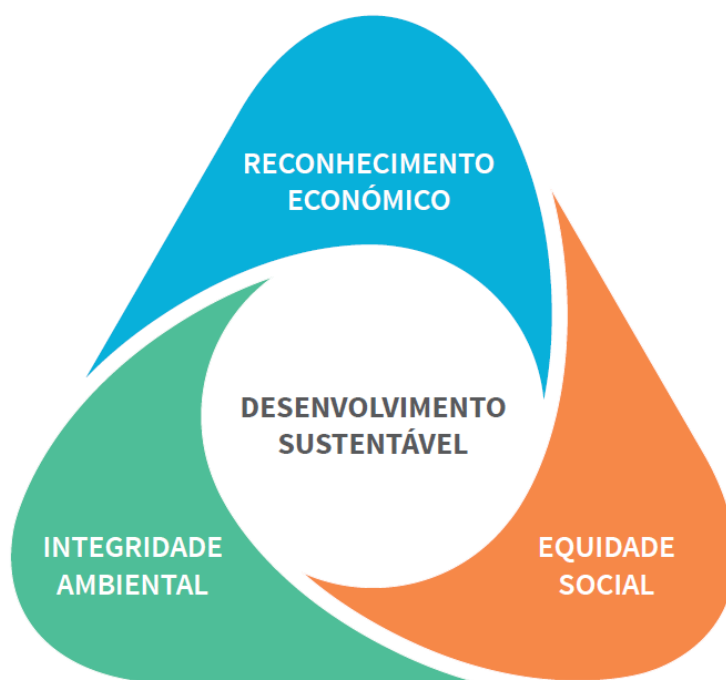 RECONHECIMENTO
ECONÓMICO
DESENVOLVIMENTO
SUSTENTÁVEL
INTEGRIDADE
AMBIENTAL
EQUIDADE
SOCIAL